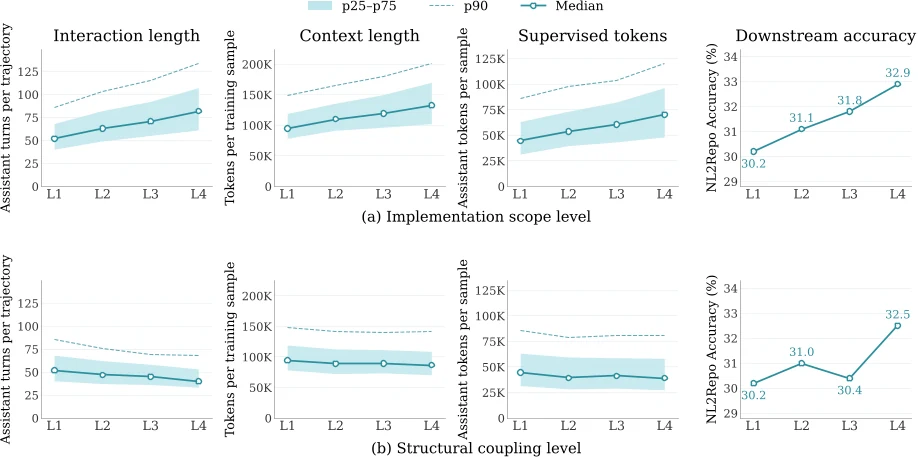 p25–p75 p90 Median
Interaction length
Assistant turns per trajectory
125
100
75
50
25
0
L1 L2 L3 L4
Context length
Tokens per training sample
200K
150K
100K
50K
0
L1 L2 L3 L4
Supervised tokens
Assistant tokens per sample
125K
100K
75K
50K
25K
0
L1 L2 L3 L4
Downstream accuracy
NL2Repo Accuracy (%)
34
33
32
31
30
29
30.2
31.1
31.8
32.9
L1 L2 L3 L4
(a) Implementation scope level
Assistant turns per trajectory
125
100
75
50
25
0
L1 L2 L3 L4
Tokens per training sample
200K
150K
100K
50K
0
L1 L2 L3 L4
Assistant tokens per sample
125K
100K
75K
50K
25K
0
L1 L2 L3 L4
NL2Repo Accuracy (%)
34
33
32
31
30
29
30.2
31.0
30.4
32.5
L1 L2 L3 L4
(b) Structural coupling level